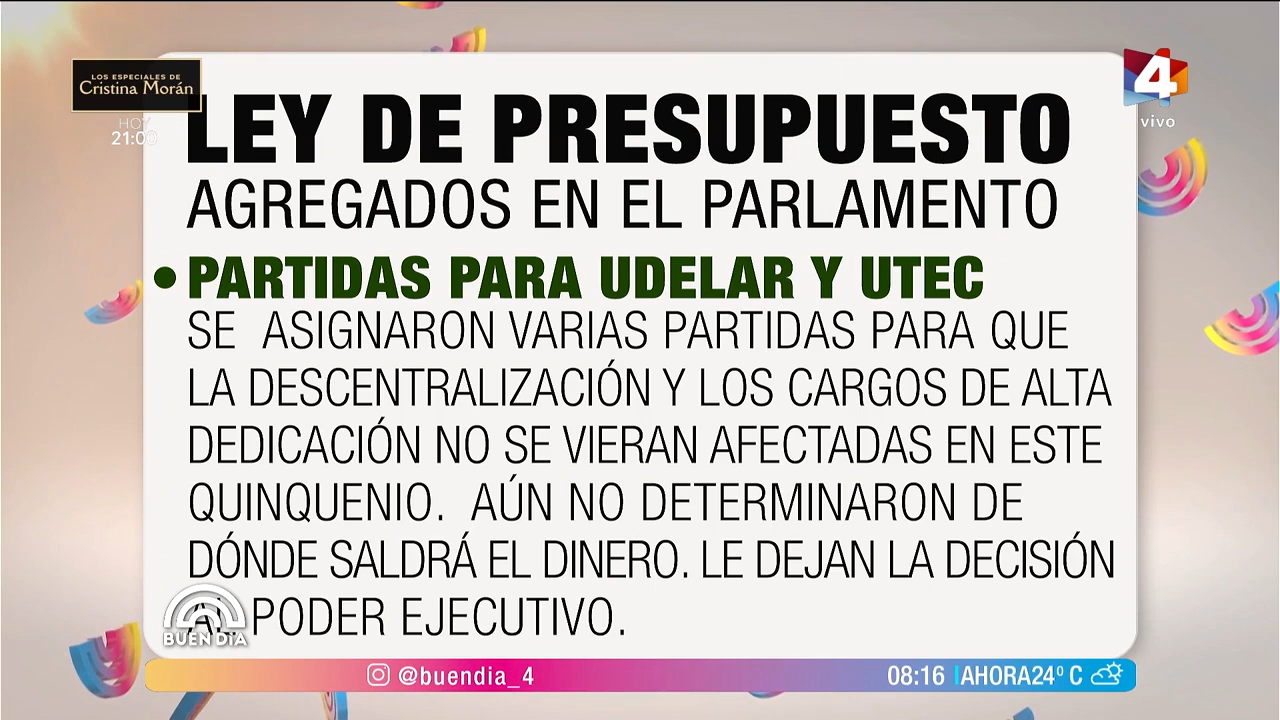 LOS ESPECIALES DE
Cristina Morán
HOY
21:00
4
vivo
LEY DE PRESUPUESTO
AGREGADOS EN EL PARLAMENTO
• PARTIDAS PARA UDELAR Y UTEC
SE ASIGNARON VARIAS PARTIDAS PARA QUE
LA DESCENTRALIZACIÓN Y LOS CARGOS DE ALTA
DEDICACIÓN NO SE VIERAN AFECTADAS EN ESTE
QUINQUENIO. AÚN NO DETERMINARON DE
DÓNDE SALDRÁ EL DINERO. LE DEJAN LA DECISIÓN
AL PODER EJECUTIVO.
BUEN DÍA
@buendia_4
08:16 AHORA24º C